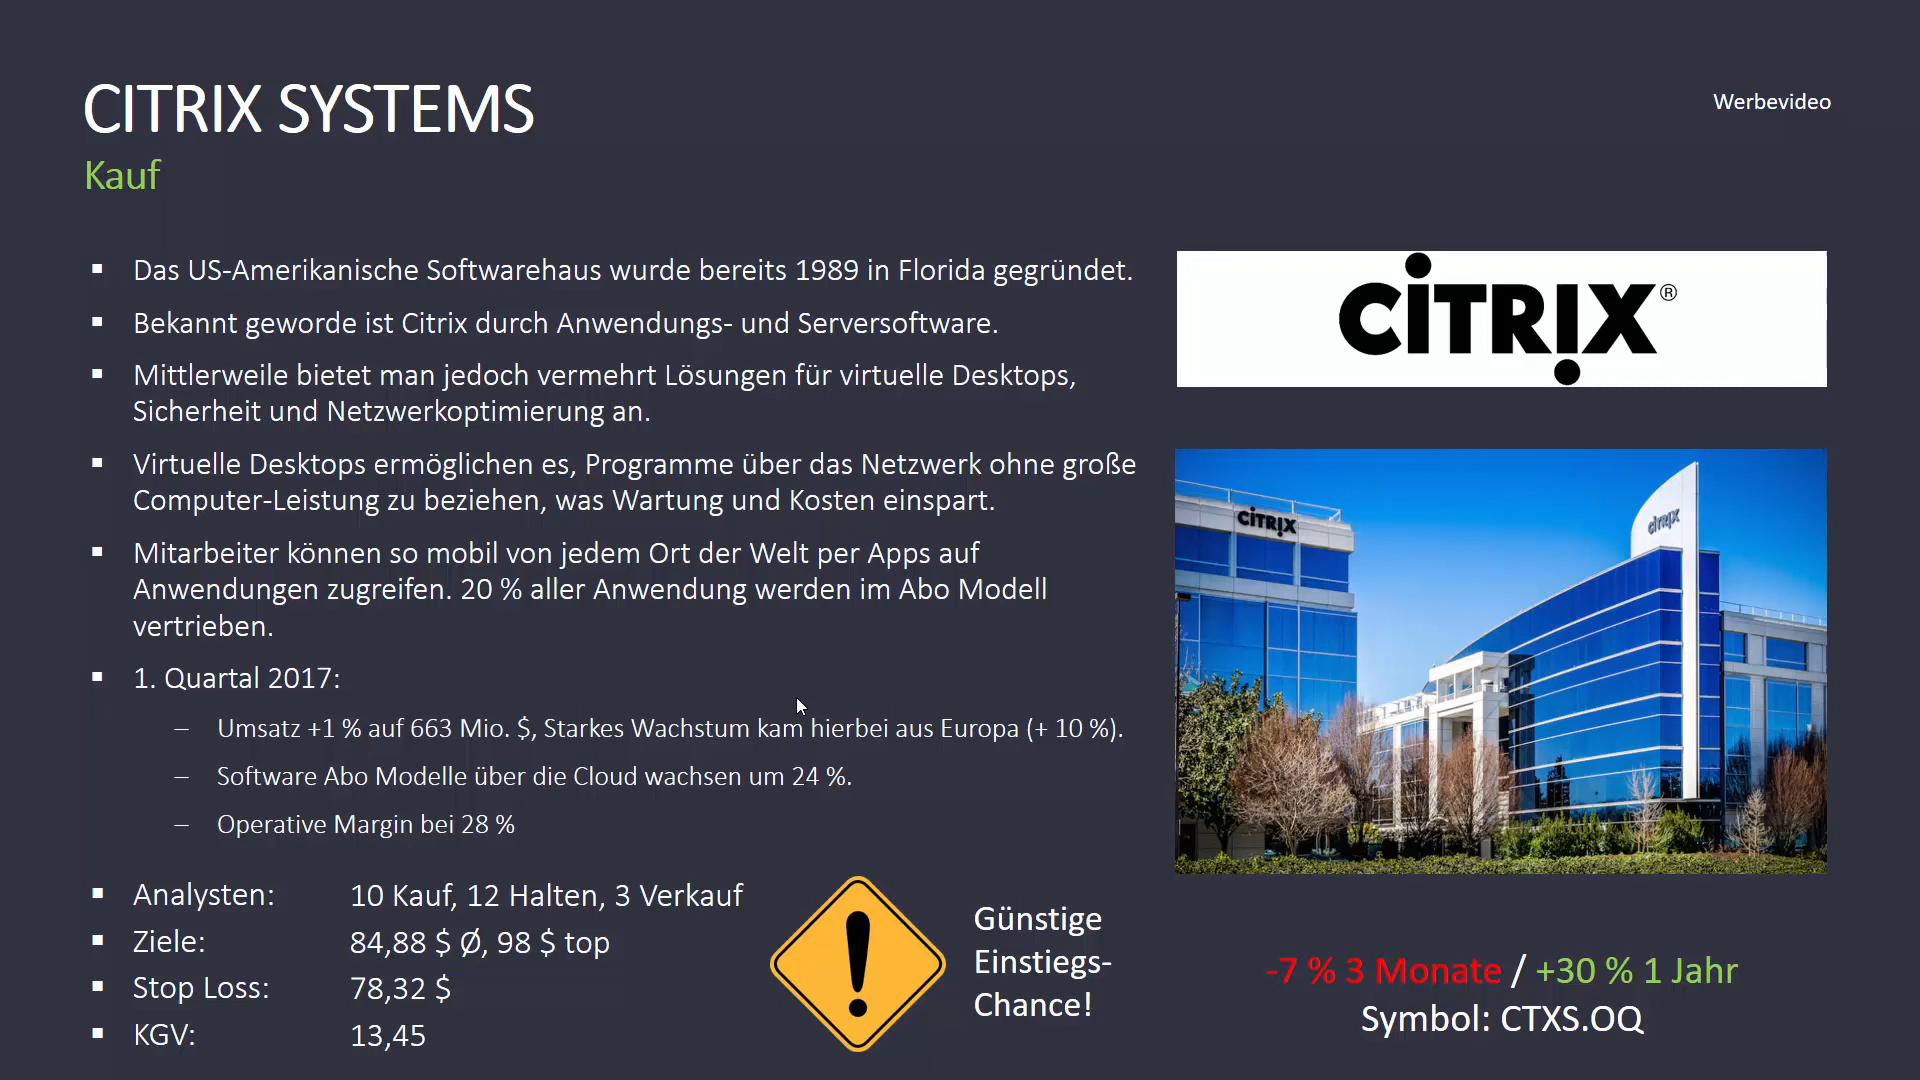 CITRIX SYSTEMS
Werbevideo
Kauf
▪ Das US-Amerikanische Softwarehaus wurde bereits 1989 in Florida gegründet.
▪ Bekannt geworde ist Citrix durch Anwendungs- und Serversoftware.
▪ Mittlerweile bietet man jedoch vermehrt Lösungen für virtuelle Desktops,
Sicherheit und Netzwerkoptimierung an.
▪ Virtuelle Desktops ermöglichen es, Programme über das Netzwerk ohne große
Computer-Leistung zu beziehen, was Wartung und Kosten einspart.
▪ Mitarbeiter können so mobil von jedem Ort der Welt per Apps auf
Anwendungen zugreifen. 20 % aller Anwendung werden im Abo Modell
vertrieben.
▪ 1. Quartal 2017:
– Umsatz +1 % auf 663 Mio. $, Starkes Wachstum kam hierbei aus Europa (+ 10 %).
– Software Abo Modelle über die Cloud wachsen um 24 %.
– Operative Margin bei 28 %
▪ Analysten: 10 Kauf, 12 Halten, 3 Verkauf
▪ Ziele: 84,88 $ Ø, 98 $ top
▪ Stop Loss: 78,32 $
▪ KGV: 13,45
Günstige
Einstiegs-
Chance!
CİTRIX®
CİTRIX
citrix
-7 % 3 Monate / +30 % 1 Jahr
Symbol: CTXS.OQ